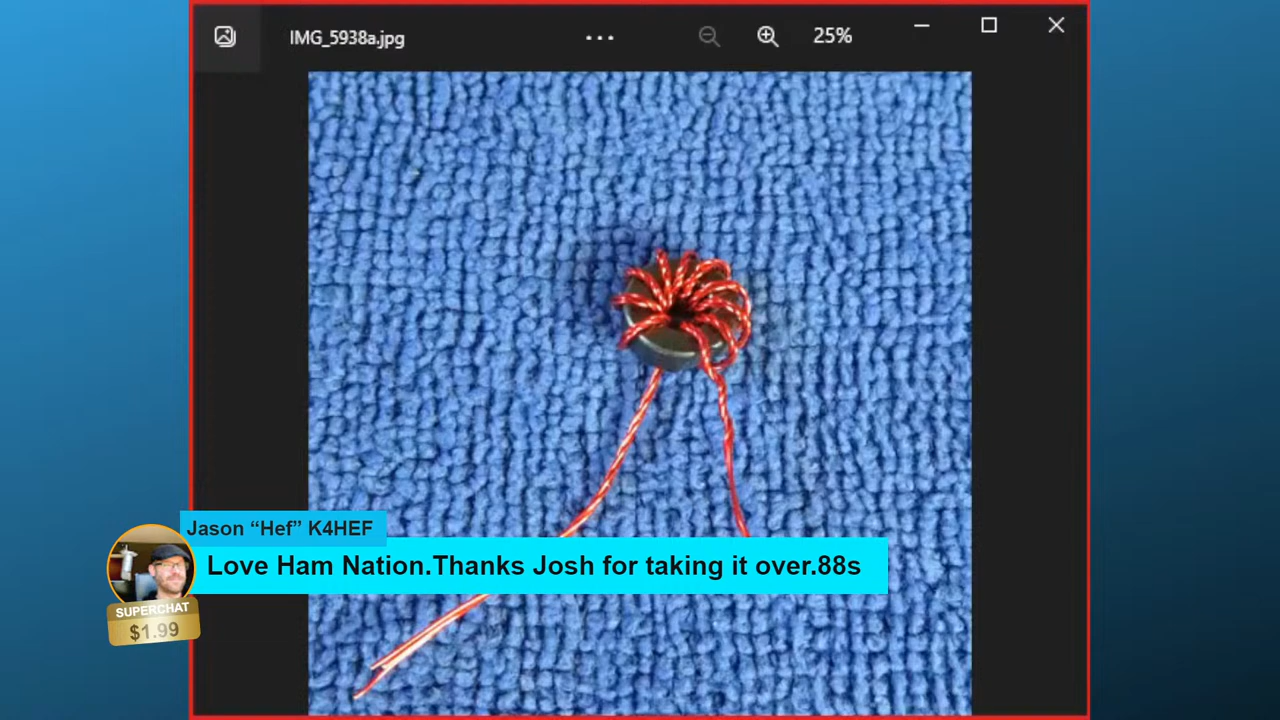 IMG_5938a.jpg
25%
Jason “Hef” K4HEF
Love Ham Nation.Thanks Josh for taking it over.88s
SUPERCHAT
$1.99